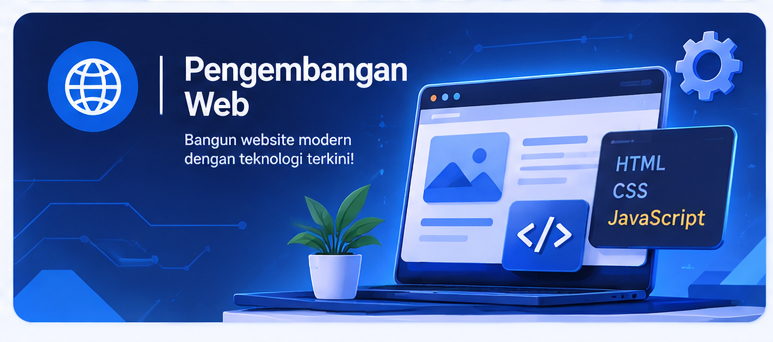 Pengembangan
Web
Bangun website modern
dengan teknologi terkini!
</>
HTML
CSS
JavaScript